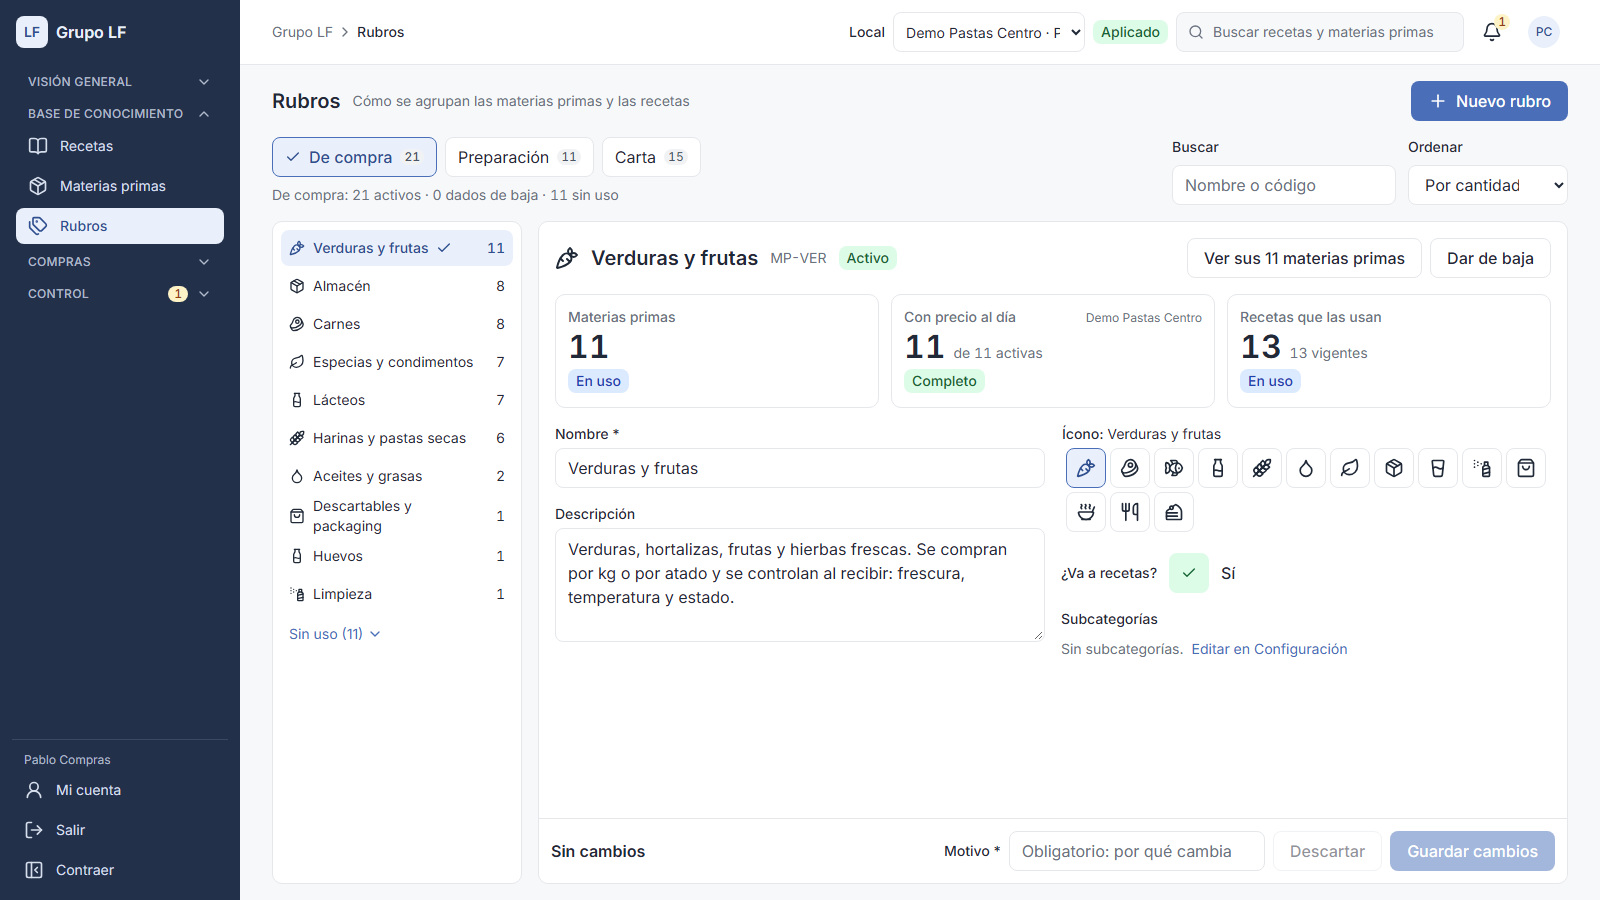 LF Grupo LF
VISIÓN GENERAL
BASE DE CONOCIMIENTO
Recetas
Materias primas
Rubros
COMPRAS
CONTROL 1
Pablo Compras
Mi cuenta
Salir
Contraer
Grupo LF > Rubros
Local
Demo Pastas Centro · P
Aplicado
Buscar recetas y materias primas
1
PC
Rubros Cómo se agrupan las materias primas y las recetas
Nuevo rubro
De compra 21
Preparación 11
Carta 15
De compra: 21 activos · 0 dados de baja · 11 sin uso
Buscar
Nombre o código
Ordenar
Por cantidad
Verduras y frutas 11
Almacén 8
Carnes 8
Especias y condimentos 7
Lácteos 7
Harinas y pastas secas 6
Aceites y grasas 2
Descartables y
packaging 1
Huevos 1
Limpieza 1
Sin uso (11)
Verduras y frutas MP-VER Activo
Ver sus 11 materias primas
Dar de baja
Materias primas
11
En uso
Con precio al día Demo Pastas Centro
11 de 11 activas
Completo
Recetas que las usan
13 13 vigentes
En uso
Nombre *
Verduras y frutas
Descripción
Verduras, hortalizas, frutas y hierbas frescas. Se compran
por kg o por atado y se controlan al recibir: frescura,
temperatura y estado.
Ícono: Verduras y frutas
¿Va a recetas? Sí
Subcategorías
Sin subcategorías. Editar en Configuración
Sin cambios
Motivo *
Obligatorio: por qué cambia
Descartar
Guardar cambios